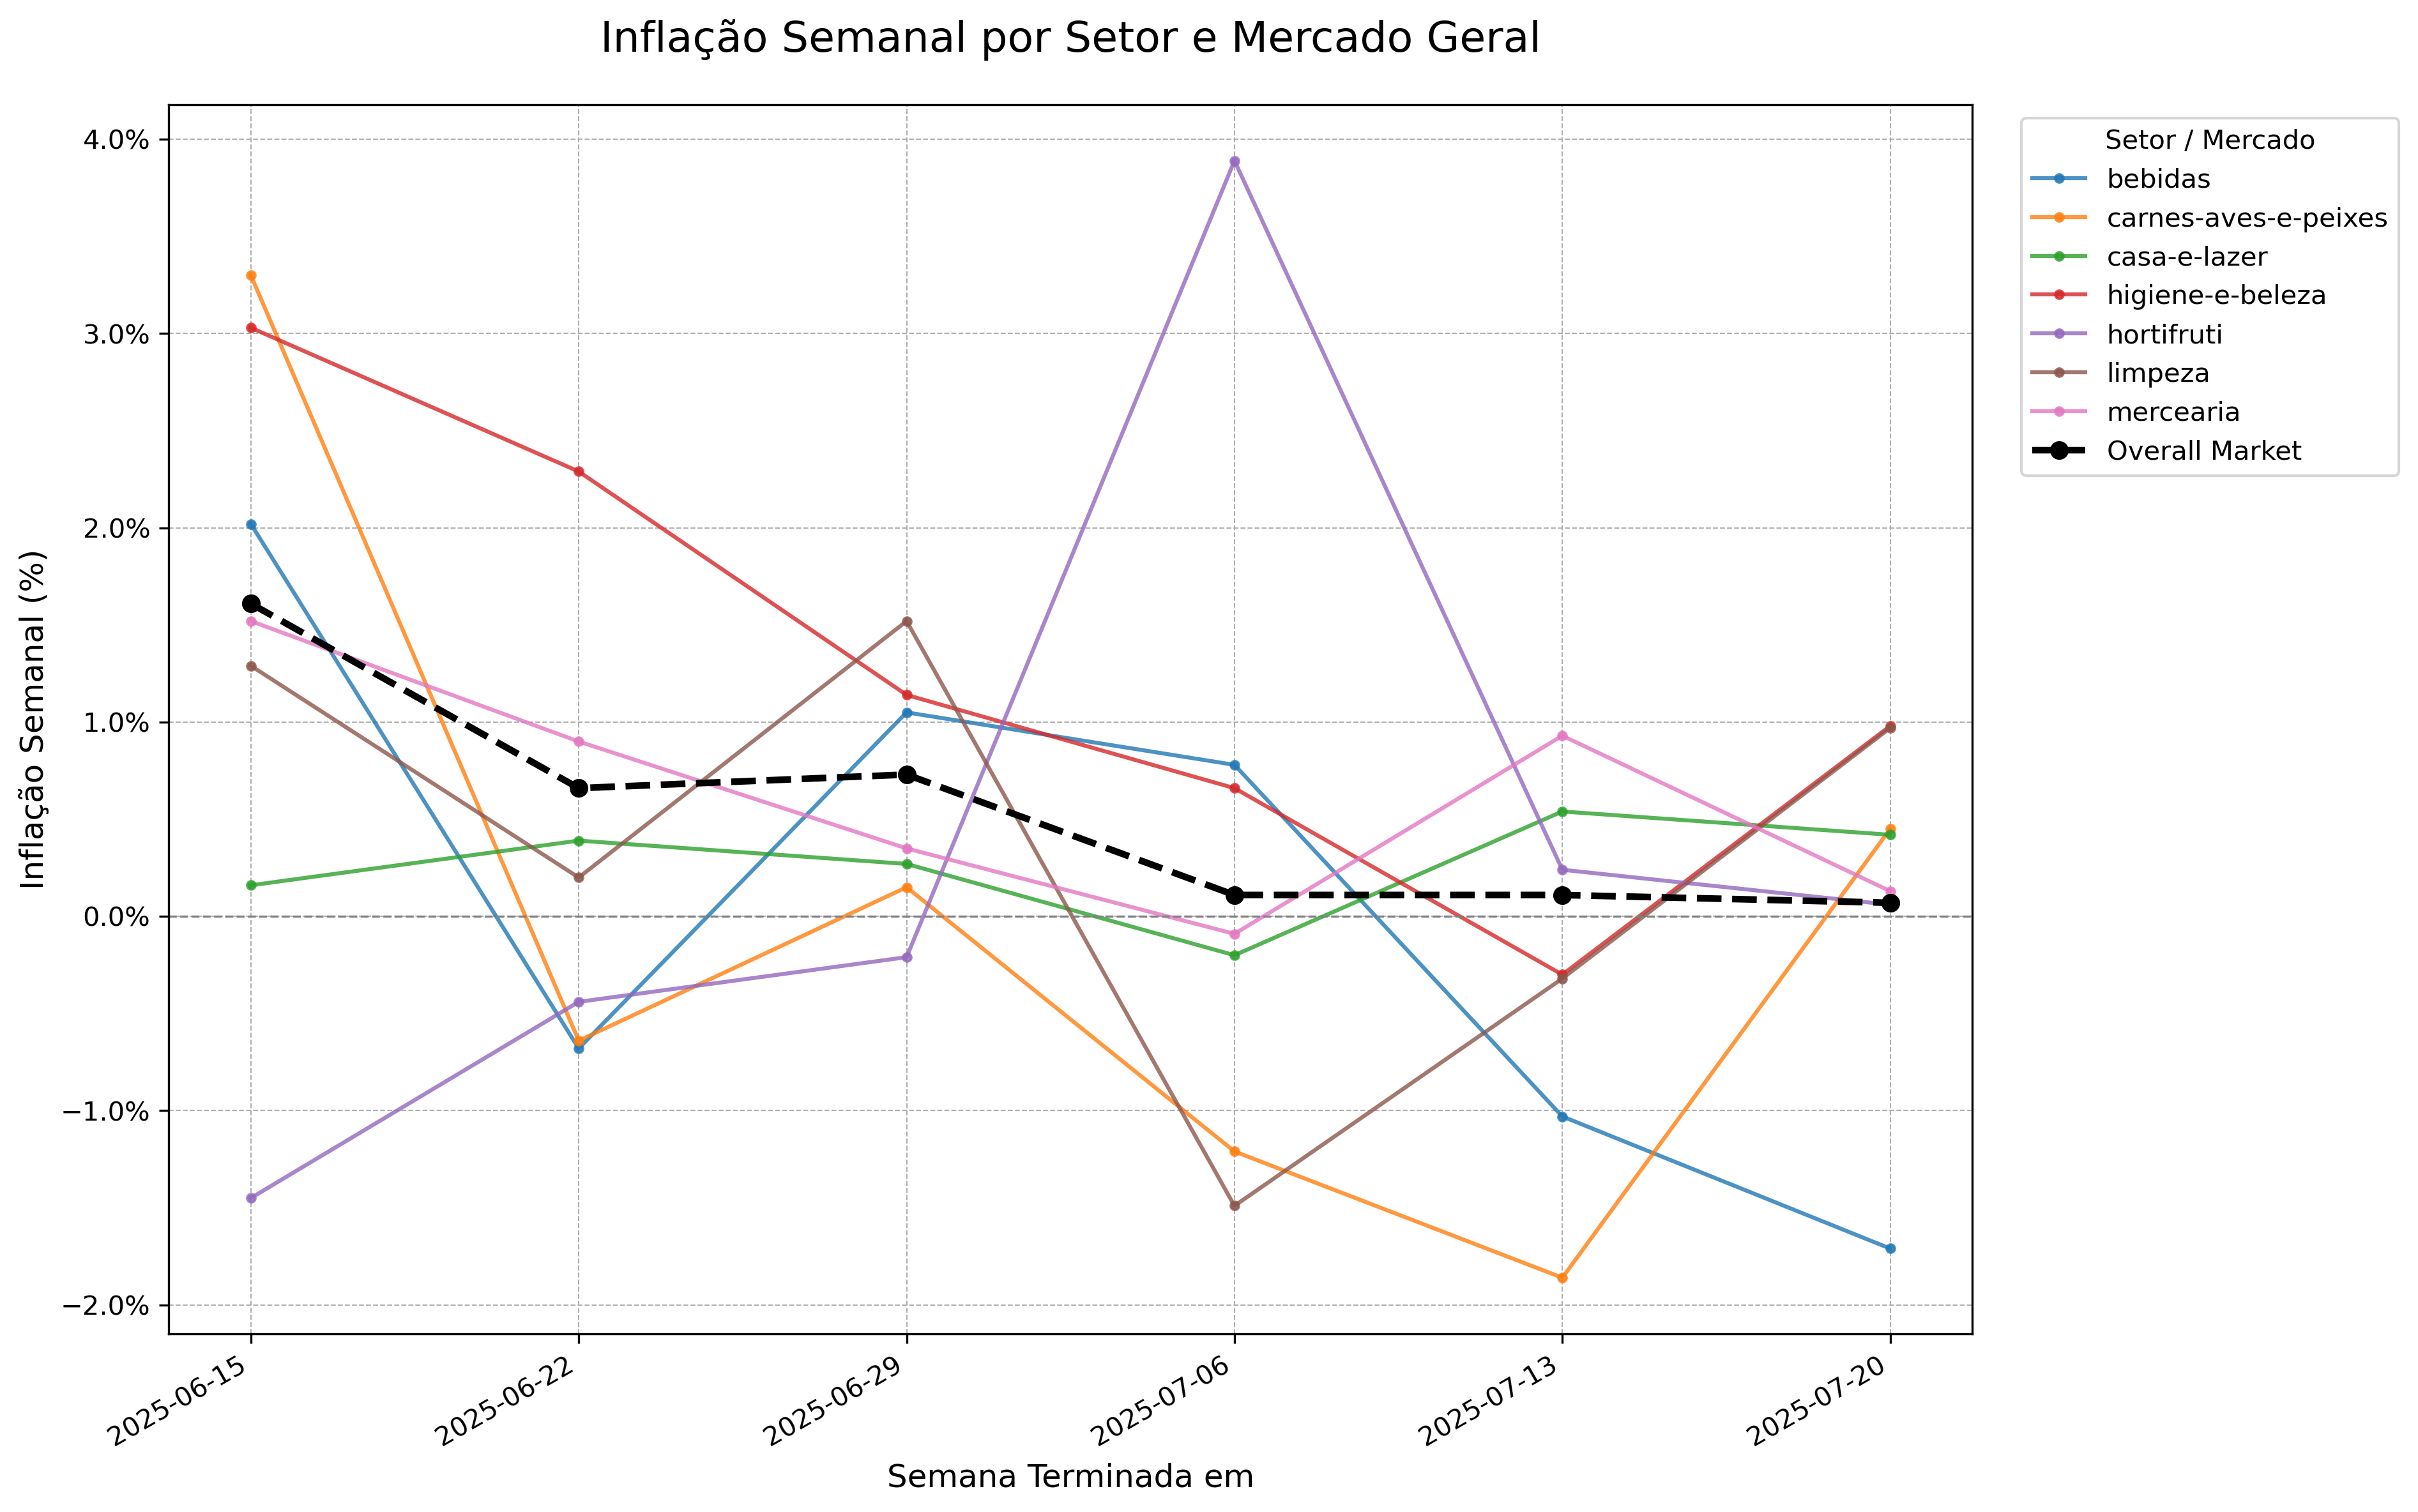 Inflação Semanal por Setor e Mercado Geral
4.0%
3.0%
2.0%
1.0%
0.0%
−1.0%
−2.0%
Inflação Semanal (%)
2025-06-15
2025-06-22
2025-06-29
2025-07-06
2025-07-13
2025-07-20
Semana Terminada em
Setor / Mercado
bebidas
carnes-aves-e-peixes
casa-e-lazer
higiene-e-beleza
hortifruti
limpeza
mercearia
Overall Market